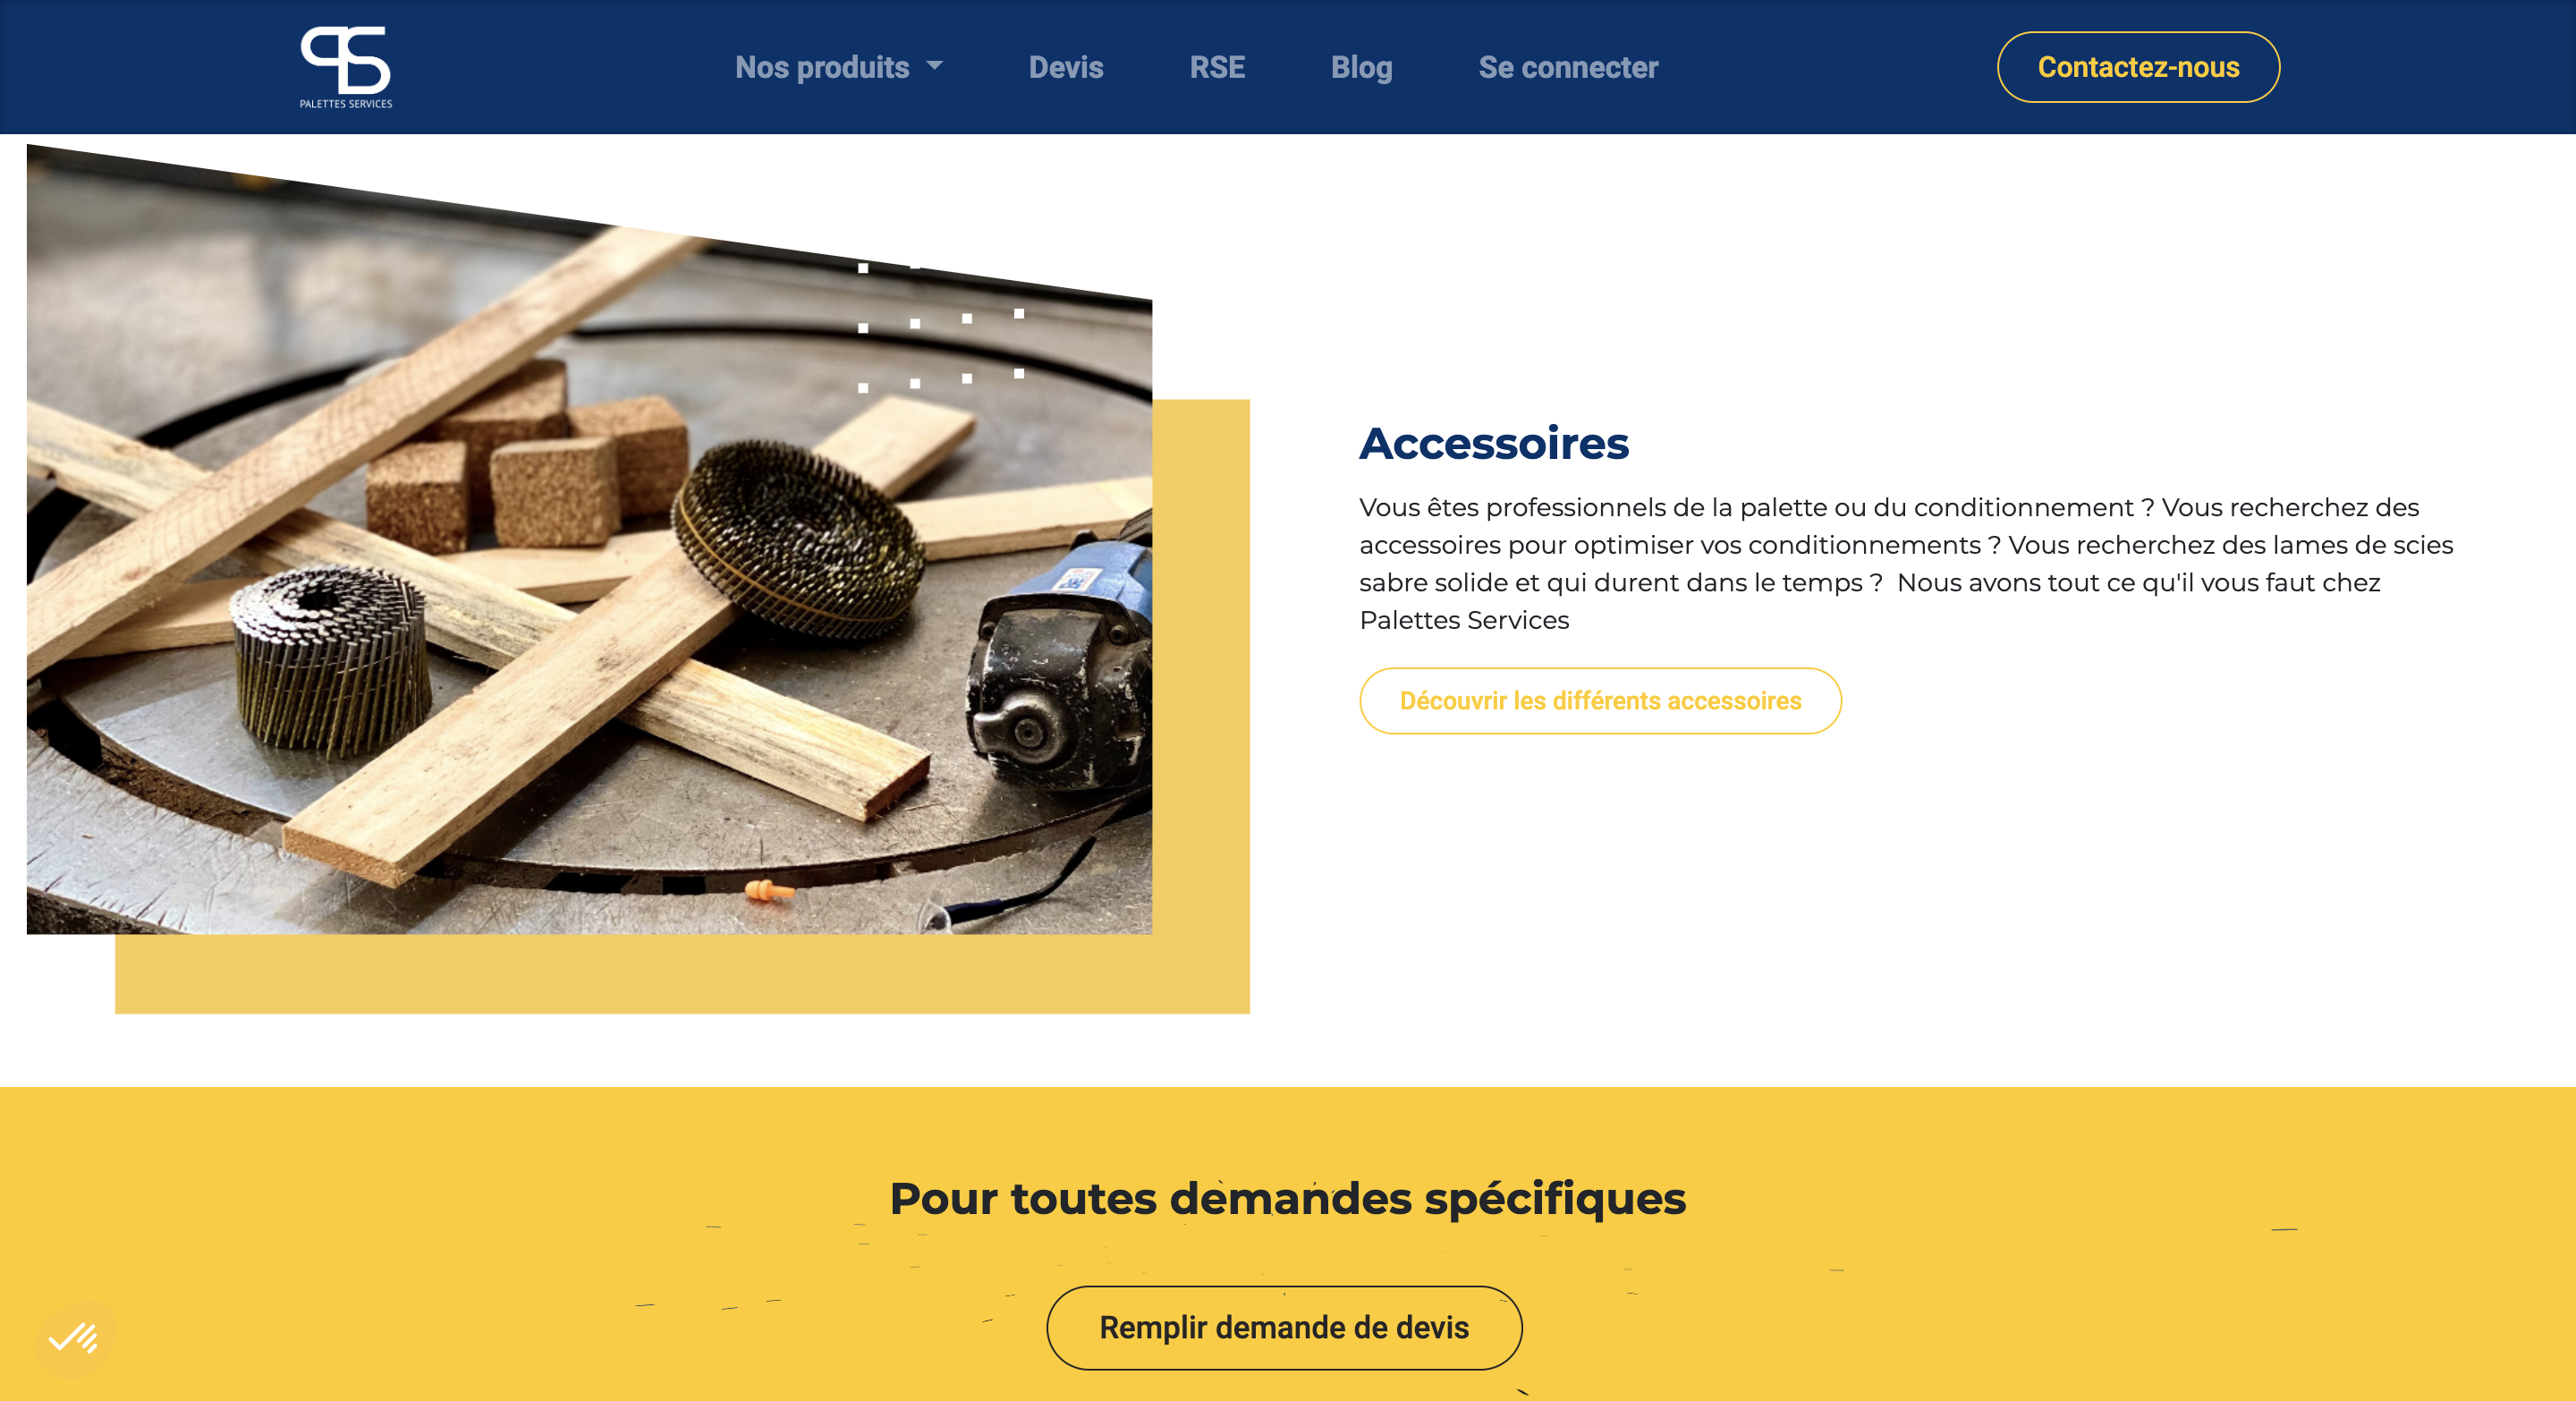 PALETTES SERVICES
Nos produits
Devis
RSE
Blog
Se connecter
Contactez-nous
Accessoires
Vous êtes professionnels de la palette ou du conditionnement ? Vous recherchez des
accessoires pour optimiser vos conditionnements ? Vous recherchez des lames de scies
sabre solide et qui durent dans le temps ?  Nous avons tout ce qu'il vous faut chez
Palettes Services
Découvrir les différents accessoires
Pour toutes demandes spécifiques
Remplir demande de devis